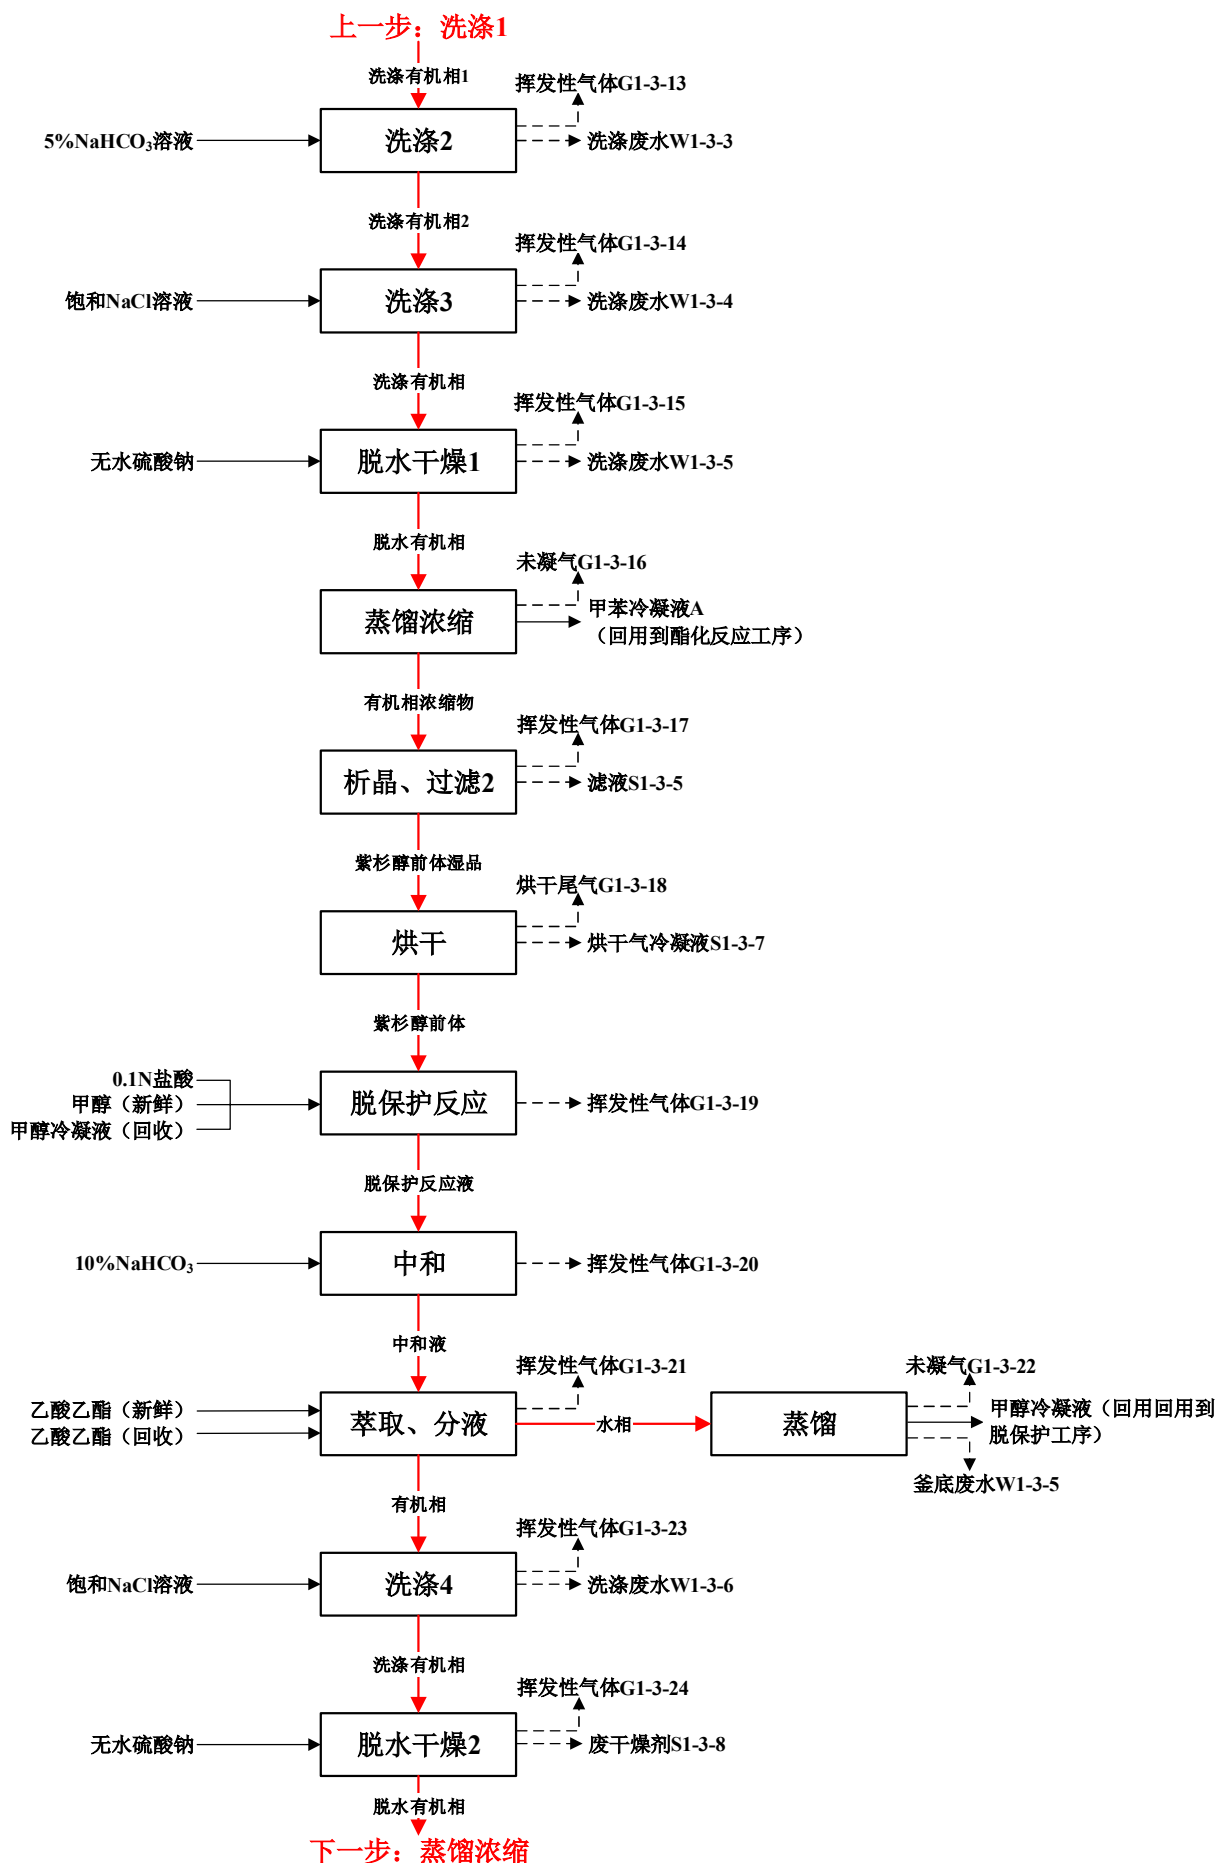 上一步：洗涤1
洗涤有机相1
挥发性气体G1-3-13
5%NaHCO₃溶液
洗涤2
洗涤废水W1-3-3
洗涤有机相2
挥发性气体G1-3-14
饱和NaCl溶液
洗涤3
洗涤废水W1-3-4
洗涤有机相
挥发性气体G1-3-15
无水硫酸钠
脱水干燥1
洗涤废水W1-3-5
脱水有机相
未凝气G1-3-16
蒸馏浓缩
甲苯冷凝液A
（回用到酯化反应工序）
有机相浓缩物
挥发性气体G1-3-17
析晶、过滤2
滤液S1-3-5
紫杉醇前体湿品
烘干尾气G1-3-18
烘干
烘干气冷凝液S1-3-7
紫杉醇前体
0.1N盐酸
甲醇（新鲜）
甲醇冷凝液（回收）
脱保护反应
挥发性气体G1-3-19
脱保护反应液
10%NaHCO₃
中和
挥发性气体G1-3-20
中和液
挥发性气体G1-3-21
未凝气G1-3-22
乙酸乙酯（新鲜）
乙酸乙酯（回收）
萃取、分液
水相
蒸馏
甲醇冷凝液（回用回用到
脱保护工序）
釜底废水W1-3-5
有机相
挥发性气体G1-3-23
饱和NaCl溶液
洗涤4
洗涤废水W1-3-6
洗涤有机相
挥发性气体G1-3-24
无水硫酸钠
脱水干燥2
废干燥剂S1-3-8
脱水有机相
下一步：蒸馏浓缩